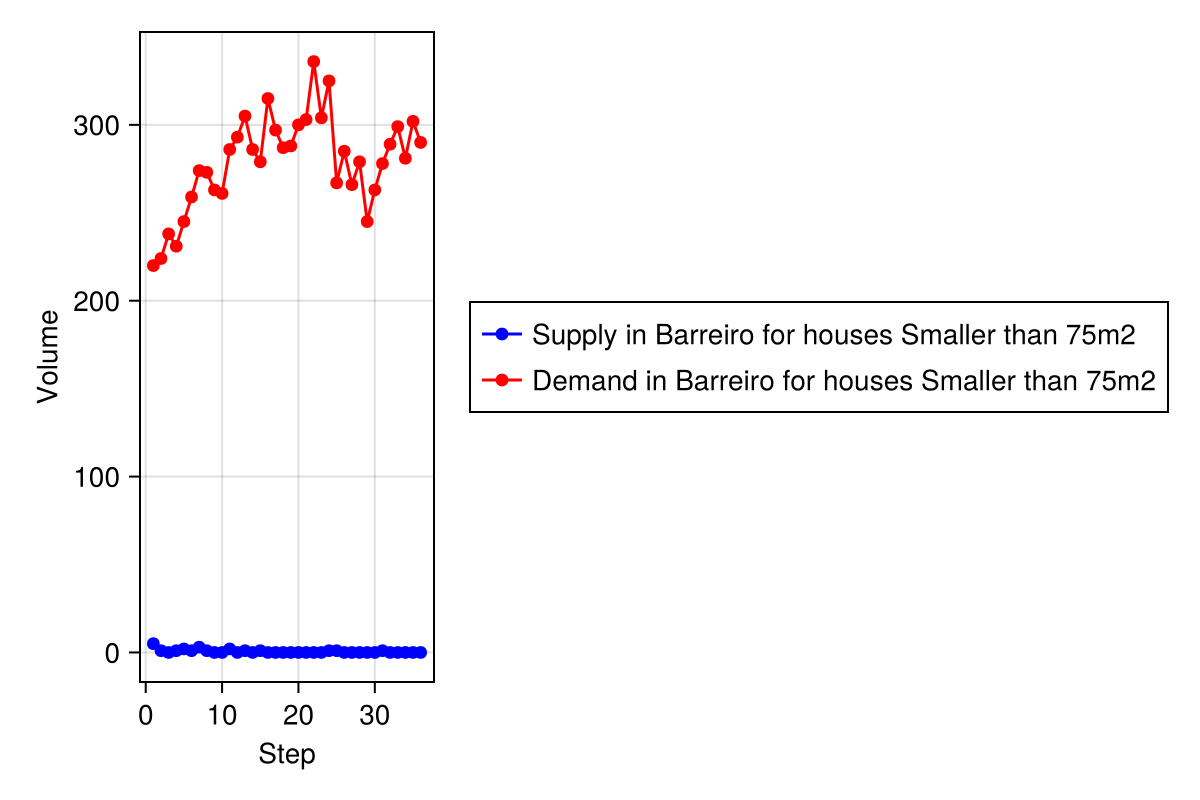 300
200
100
0
Volume
0 10 20 30
Step
Supply in Barreiro for houses Smaller than 75m2
Demand in Barreiro for houses Smaller than 75m2